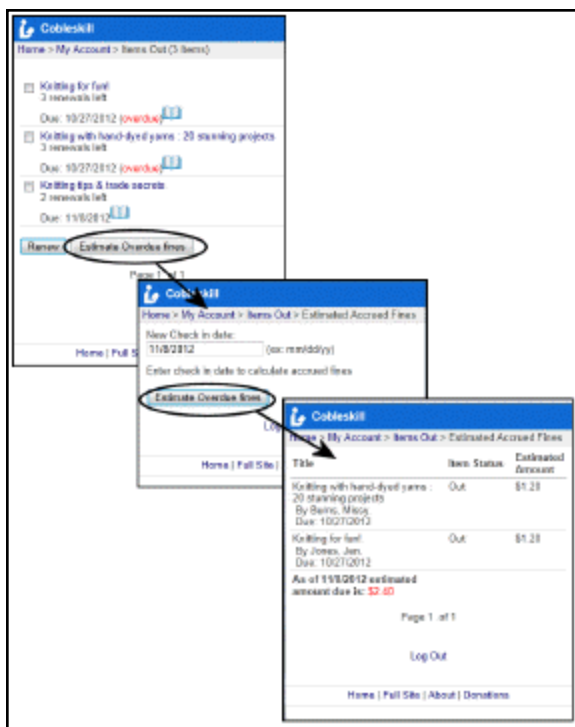 Cobleskill
Home > My Account > Items Out (3 Items)
Knitting for fun!
3 renewals left
Due: 10/27/2012 (overdue)
Knitting with hand-dyed yarns : 20 stunning projects
3 renewals left
Due: 10/27/2012 (overdue)
Knitting tips & trade secrets
2 renewals left
Due: 11/8/2012
Renew Estimate Overdue fines
Page 1 of 1
Home | Full S
Cobleskill
Home > My Account > Items Out > Estimated Accrued Fines
New Check in date:
11/8/2012 (ex: mm/dd/yy)
Enter check in date to calculate accrued fines
Estimate Overdue fines
Log
Home | Full Site |
Cobleskill
Home > My Account > Items Out > Estimated Accrued Fines
Title Item Status Estimated Amount
Knitting with hand-dyed yarns : Out $1.20
20 stunning projects
By Berns, Missy.
Due: 10/27/2012
Knitting for fun!. Out $1.20
By Jones, Jen.
Due: 10/27/2012
As of 11/8/2012 estimated
amount due is: $2.40
Page 1 of 1
Log Out
Home | Full Site | About | Donations